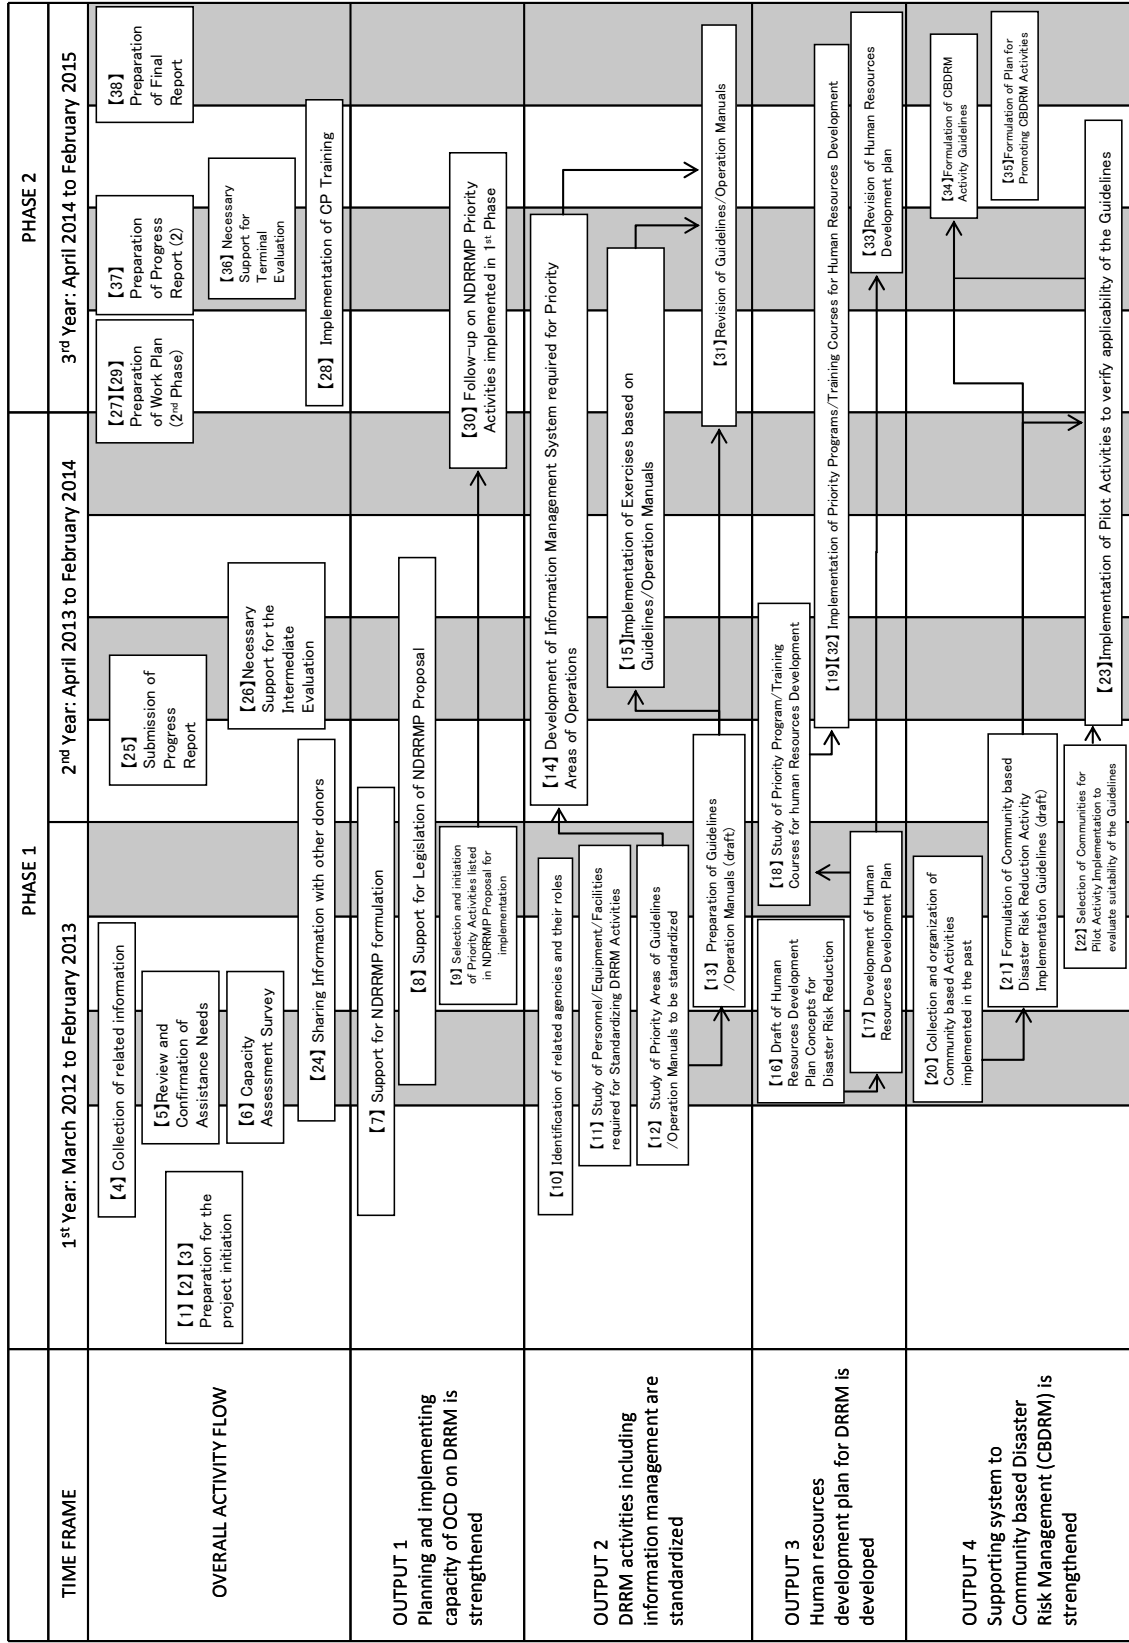 PHASE 1
PHASE 2
TIME FRAME
1st Year: March 2012 to February 2013
2nd Year: April 2013 to February 2014
3rd Year: April 2014 to February 2015
OVERALL ACTIVITY FLOW
【1】【2】【3】
Preparation for the
project initiation
【4】Collection of related information
【5】Review and
Confirmation of
Assistance Needs
【6】Capacity
Assessment Survey
【24】Sharing Information with other donors
【25】
Submission of
Progress
Report
【26】Necessary
Support for the
Intermediate
Evaluation
【27】【29】
Preparation
of Work Plan
(2nd Phase)
【37】
Preparation
of Progress
Report (2)
【38】
Preparation
of Final
Report
【36】Necessary
Support for
Terminal
Evaluation
【28】 Implementation of CP Training
OUTPUT 1
Planning and implementing
capacity of OCD on DRRM is
strengthened
【7】Support for NDRRMP formulation
【8】Support for Legislation of NDRRMP Proposal
【9】Selection and initiation
of Priority Activities listed
in NDRRMP Proposal for
implementation
【30】Follow-up on NDRRMP Priority
Activities implemented in 1st Phase
OUTPUT 2
DRRM activities including
information management are
standardized
【10】Identification of related agencies and their roles
【11】Study of Personnel/Equipment/Facilities
required for Standardizing DRRM Activities
【12】 Study of Priority Areas of Guidelines
/Operation Manuals to be standardized
【13】 Preparation of Guidelines
/Operation Manuals (draft)
【14】Development of Information Management System required for Priority
Areas of Operations
【15】Implementation of Exercises based on
Guidelines/Operation Manuals
【31】Revision of Guidelines/Operation Manuals
OUTPUT 3
Human resources
development plan for DRRM is
developed
【16】Draft of Human
Resources Development
Plan Concepts for
Disaster Risk Reduction
【17】Development of Human
Resources Development Plan
【18】Study of Priority Program/Training
Courses for human Resources Development
【19】【32】Implementation of Priority Programs/Training Courses for Human Resources Development
【33】Revision of Human Resources
Development plan
OUTPUT 4
Supporting system to
Community based Disaster
Risk Management (CBDRM) is
strengthened
【20】Collection and organization of
Community based Activities
implemented in the past
【21】Formulation of Community based
Disaster Risk Reduction Activity
Implementation Guidelines (draft)
【22】Selection of Communities for
Pilot Activity Implementation to
evaluate suitability of the Guidelines
【23】Implementation of Pilot Activities to verify applicability of the Guidelines
【34】Formulation of CBDRM
Activity Guidelines
【35】Formulation of Plan for
Promoting CBDRM Activities